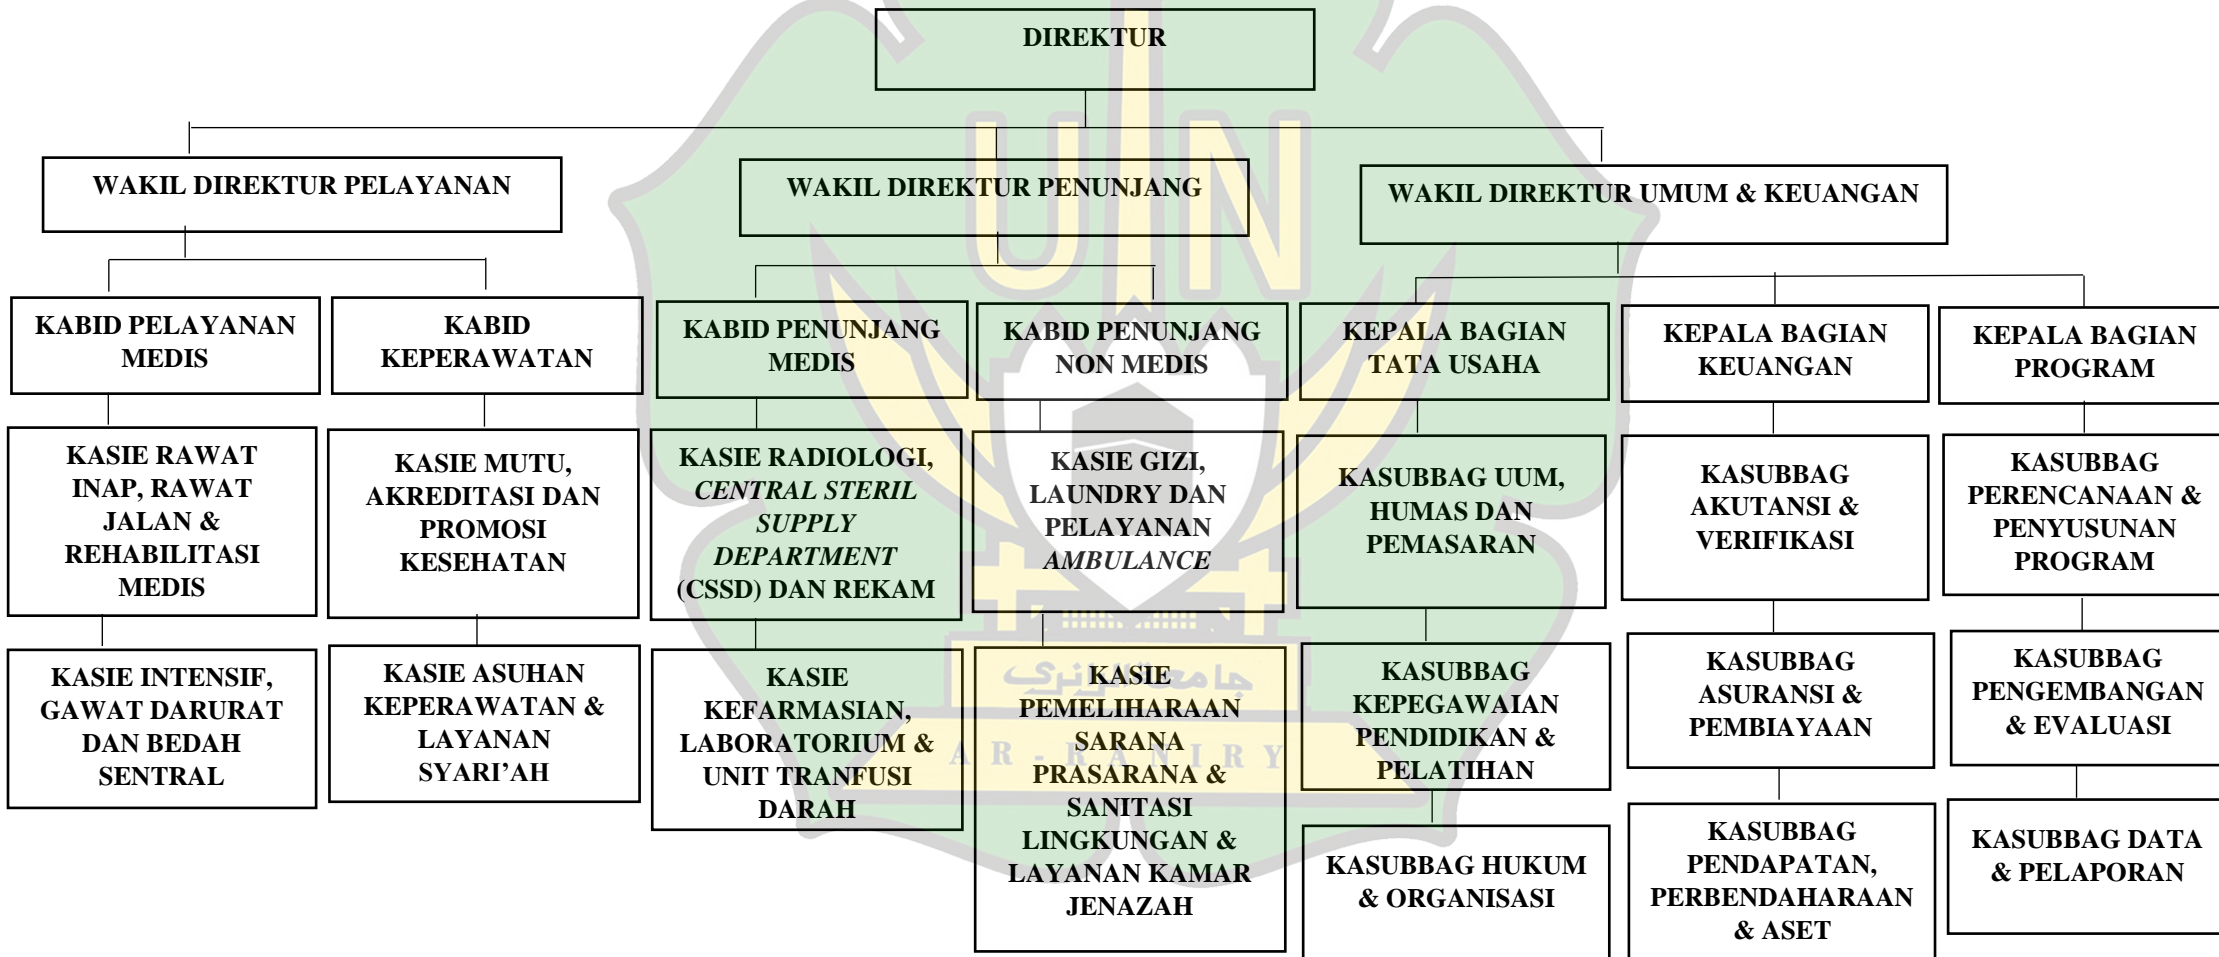 DIREKTUR
WAKIL DIREKTUR PELAYANAN
WAKIL DIREKTUR PENUNJANG
WAKIL DIREKTUR UMUM & KEUANGAN
KABID PELAYANAN
MEDIS
KABID
KEPERAWATAN
KABID PENUNJANG
MEDIS
KABID PENUNJANG
NON MEDIS
KEPALA BAGIAN
TATA USAHA
KEPALA BAGIAN
KEUANGAN
KEPALA BAGIAN
PROGRAM
KASIE RAWAT
INAP, RAWAT
JALAN &
REHABILITASI
MEDIS
KASIE MUTU,
AKREDITASI DAN
PROMOSI
KESEHATAN
KASIE RADIOLOGI,
CENTRAL STERIL
SUPPLY
DEPARTMENT
(CSSD) DAN REKAM
KASIE GIZI,
LAUNDRY DAN
PELAYANAN
AMBULANCE
KASUBBAG UUM,
HUMAS DAN
PEMASARAN
KASUBBAG
AKUTANSI &
VERIFIKASI
KASUBBAG
PERENCANAAN &
PENYUSUNAN
PROGRAM
KASIE INTENSIF,
GAWAT DARURAT
DAN BEDAH
SENTRAL
KASIE ASUHAN
KEPERAWATAN &
LAYANAN
SYARI’AH
KASIE
KEFARMASIAN,
LABORATORIUM &
UNIT TRANFUSI
DARAH
KASIE
PEMELIHARAAN
SARANA
PRASARANA &
SANITASI
LINGKUNGAN &
LAYANAN KAMAR
JENAZAH
KASUBBAG
KEPEGAWAIAN
PENDIDIKAN &
PELATIHAN
KASUBBAG
ASURANSI &
PEMBIAYAAN
KASUBBAG
PENGEMBANGAN
& EVALUASI
KASUBBAG HUKUM
& ORGANISASI
KASUBBAG
PENDAPATAN,
PERBENDAHARAAN
& ASET
KASUBBAG DATA
& PELAPORAN
UIN
جامعة الرانري
AR-RANIRY